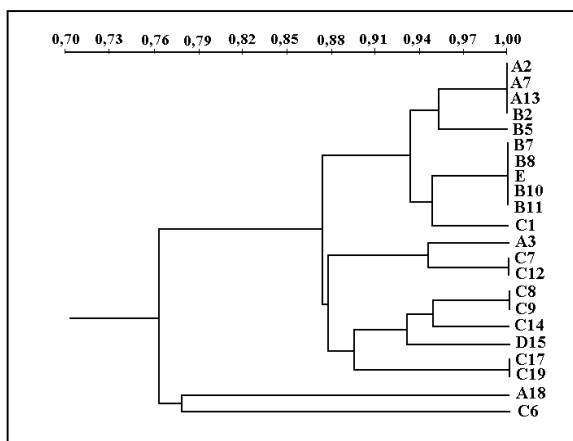 0,70 0,73 0,76 0,79 0,82 0,85 0,88 0,91 0,94 0,97 1,00
A2
A7
A13
B2
B5
B7
B8
E
B10
B11
C1
A3
C7
C12
C8
C9
C14
D15
C17
C19
A18
C6